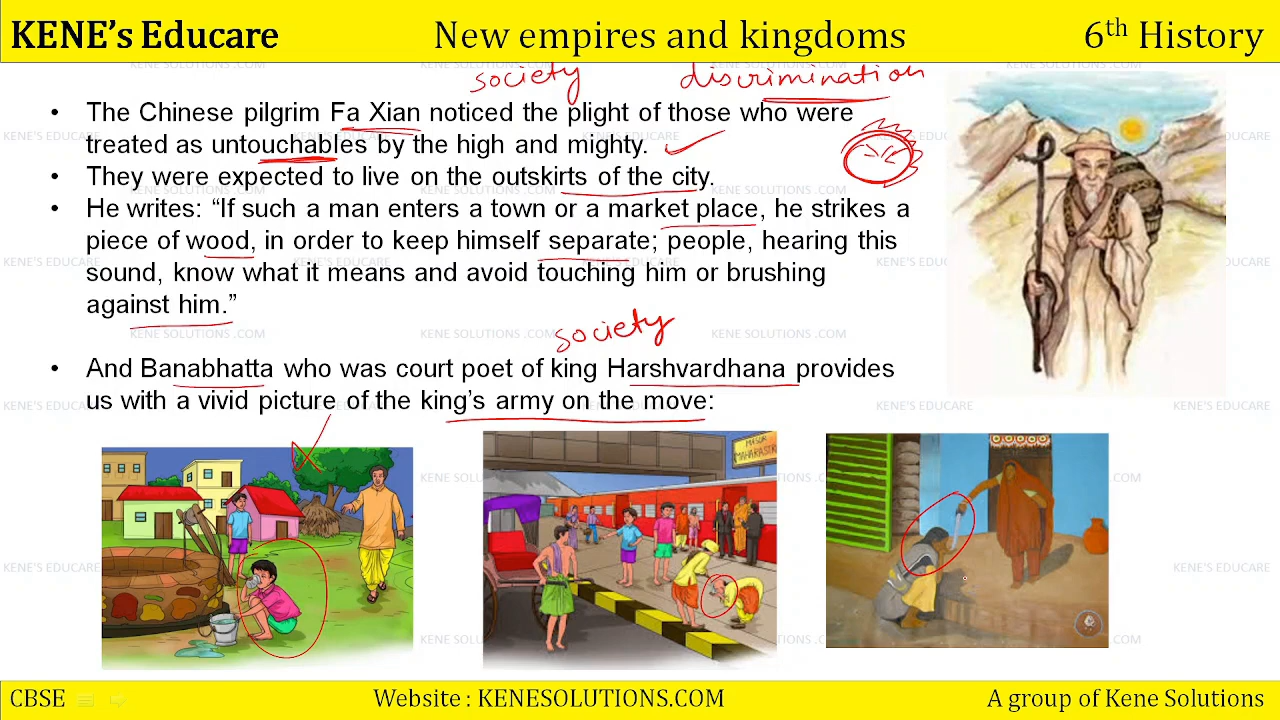 KENE's Educare New empires and kingdoms 6th History
society discrimination
• The Chinese pilgrim Fa Xian noticed the plight of those who were
treated as untouchables by the high and mighty.
• They were expected to live on the outskirts of the city.
• He writes: “If such a man enters a town or a market place, he strikes a
piece of wood, in order to keep himself separate; people, hearing this
sound, know what it means and avoid touching him or brushing
against him.”
society
• And Banabhatta who was court poet of king Harshvardhana provides
us with a vivid picture of the king's army on the move:
MASUR
MAHARASTR
CBSE Website : KENESOLUTIONS.COM A group of Kene Solutions